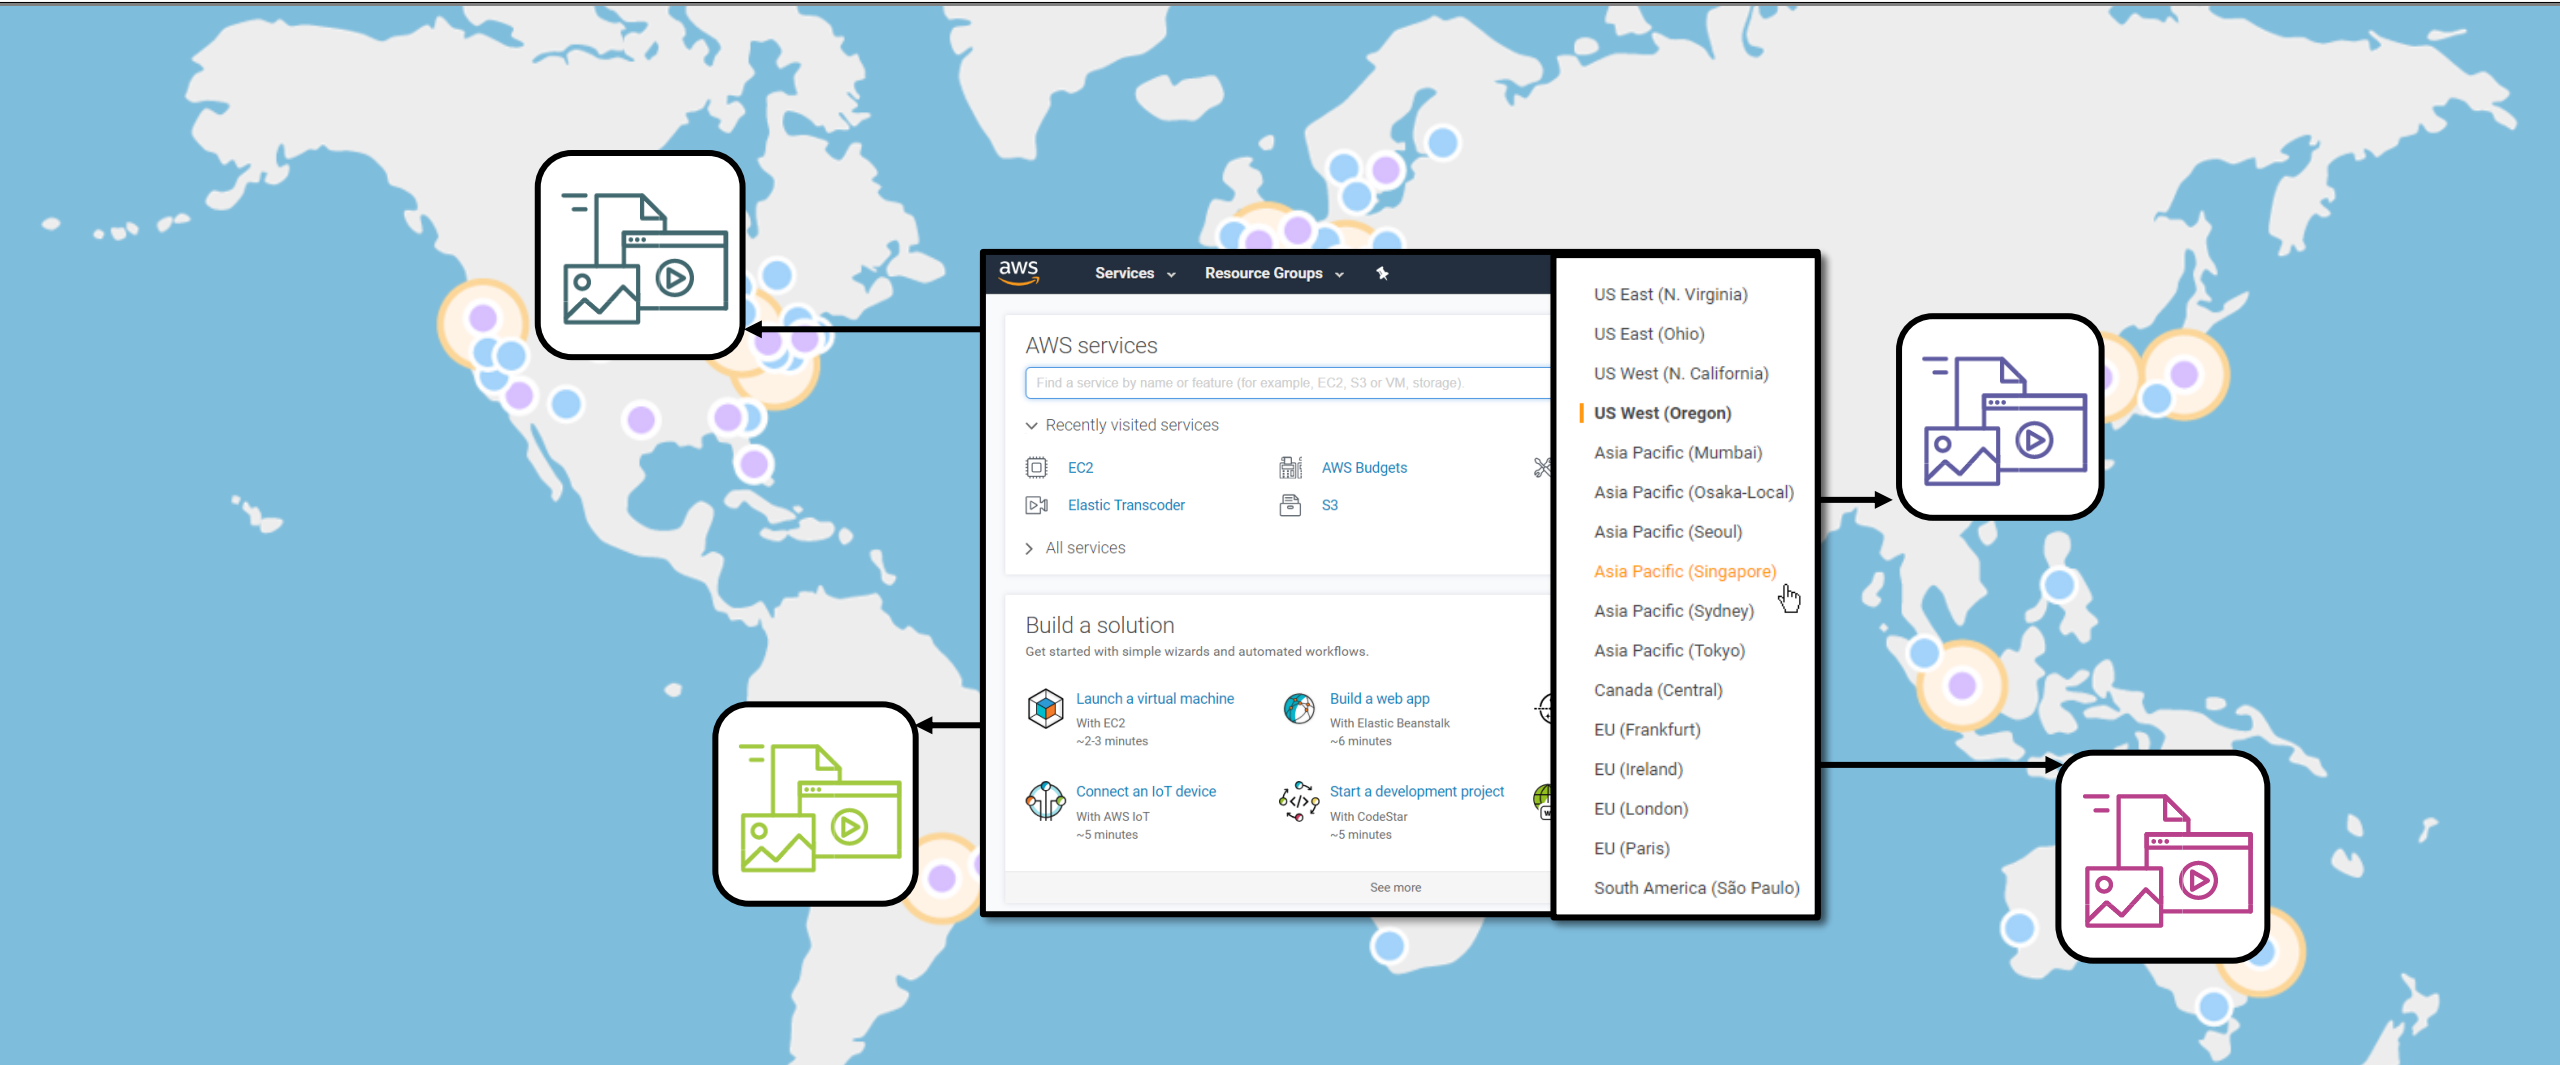 aws
Services
Resource Groups
AWS services
Find a service by name or feature (for example, EC2, S3 or VM, storage).
Recently visited services
EC2
AWS Budgets
Elastic Transcoder
S3
All services
Build a solution
Get started with simple wizards and automated workflows.
Launch a virtual machine
With EC2
~2-3 minutes
Build a web app
With Elastic Beanstalk
~6 minutes
Connect an IoT device
With AWS IoT
~5 minutes
Start a development project
With CodeStar
~5 minutes
See more
US East (N. Virginia)
US East (Ohio)
US West (N. California)
US West (Oregon)
Asia Pacific (Mumbai)
Asia Pacific (Osaka-Local)
Asia Pacific (Seoul)
Asia Pacific (Singapore)
Asia Pacific (Sydney)
Asia Pacific (Tokyo)
Canada (Central)
EU (Frankfurt)
EU (Ireland)
EU (London)
EU (Paris)
South America (São Paulo)